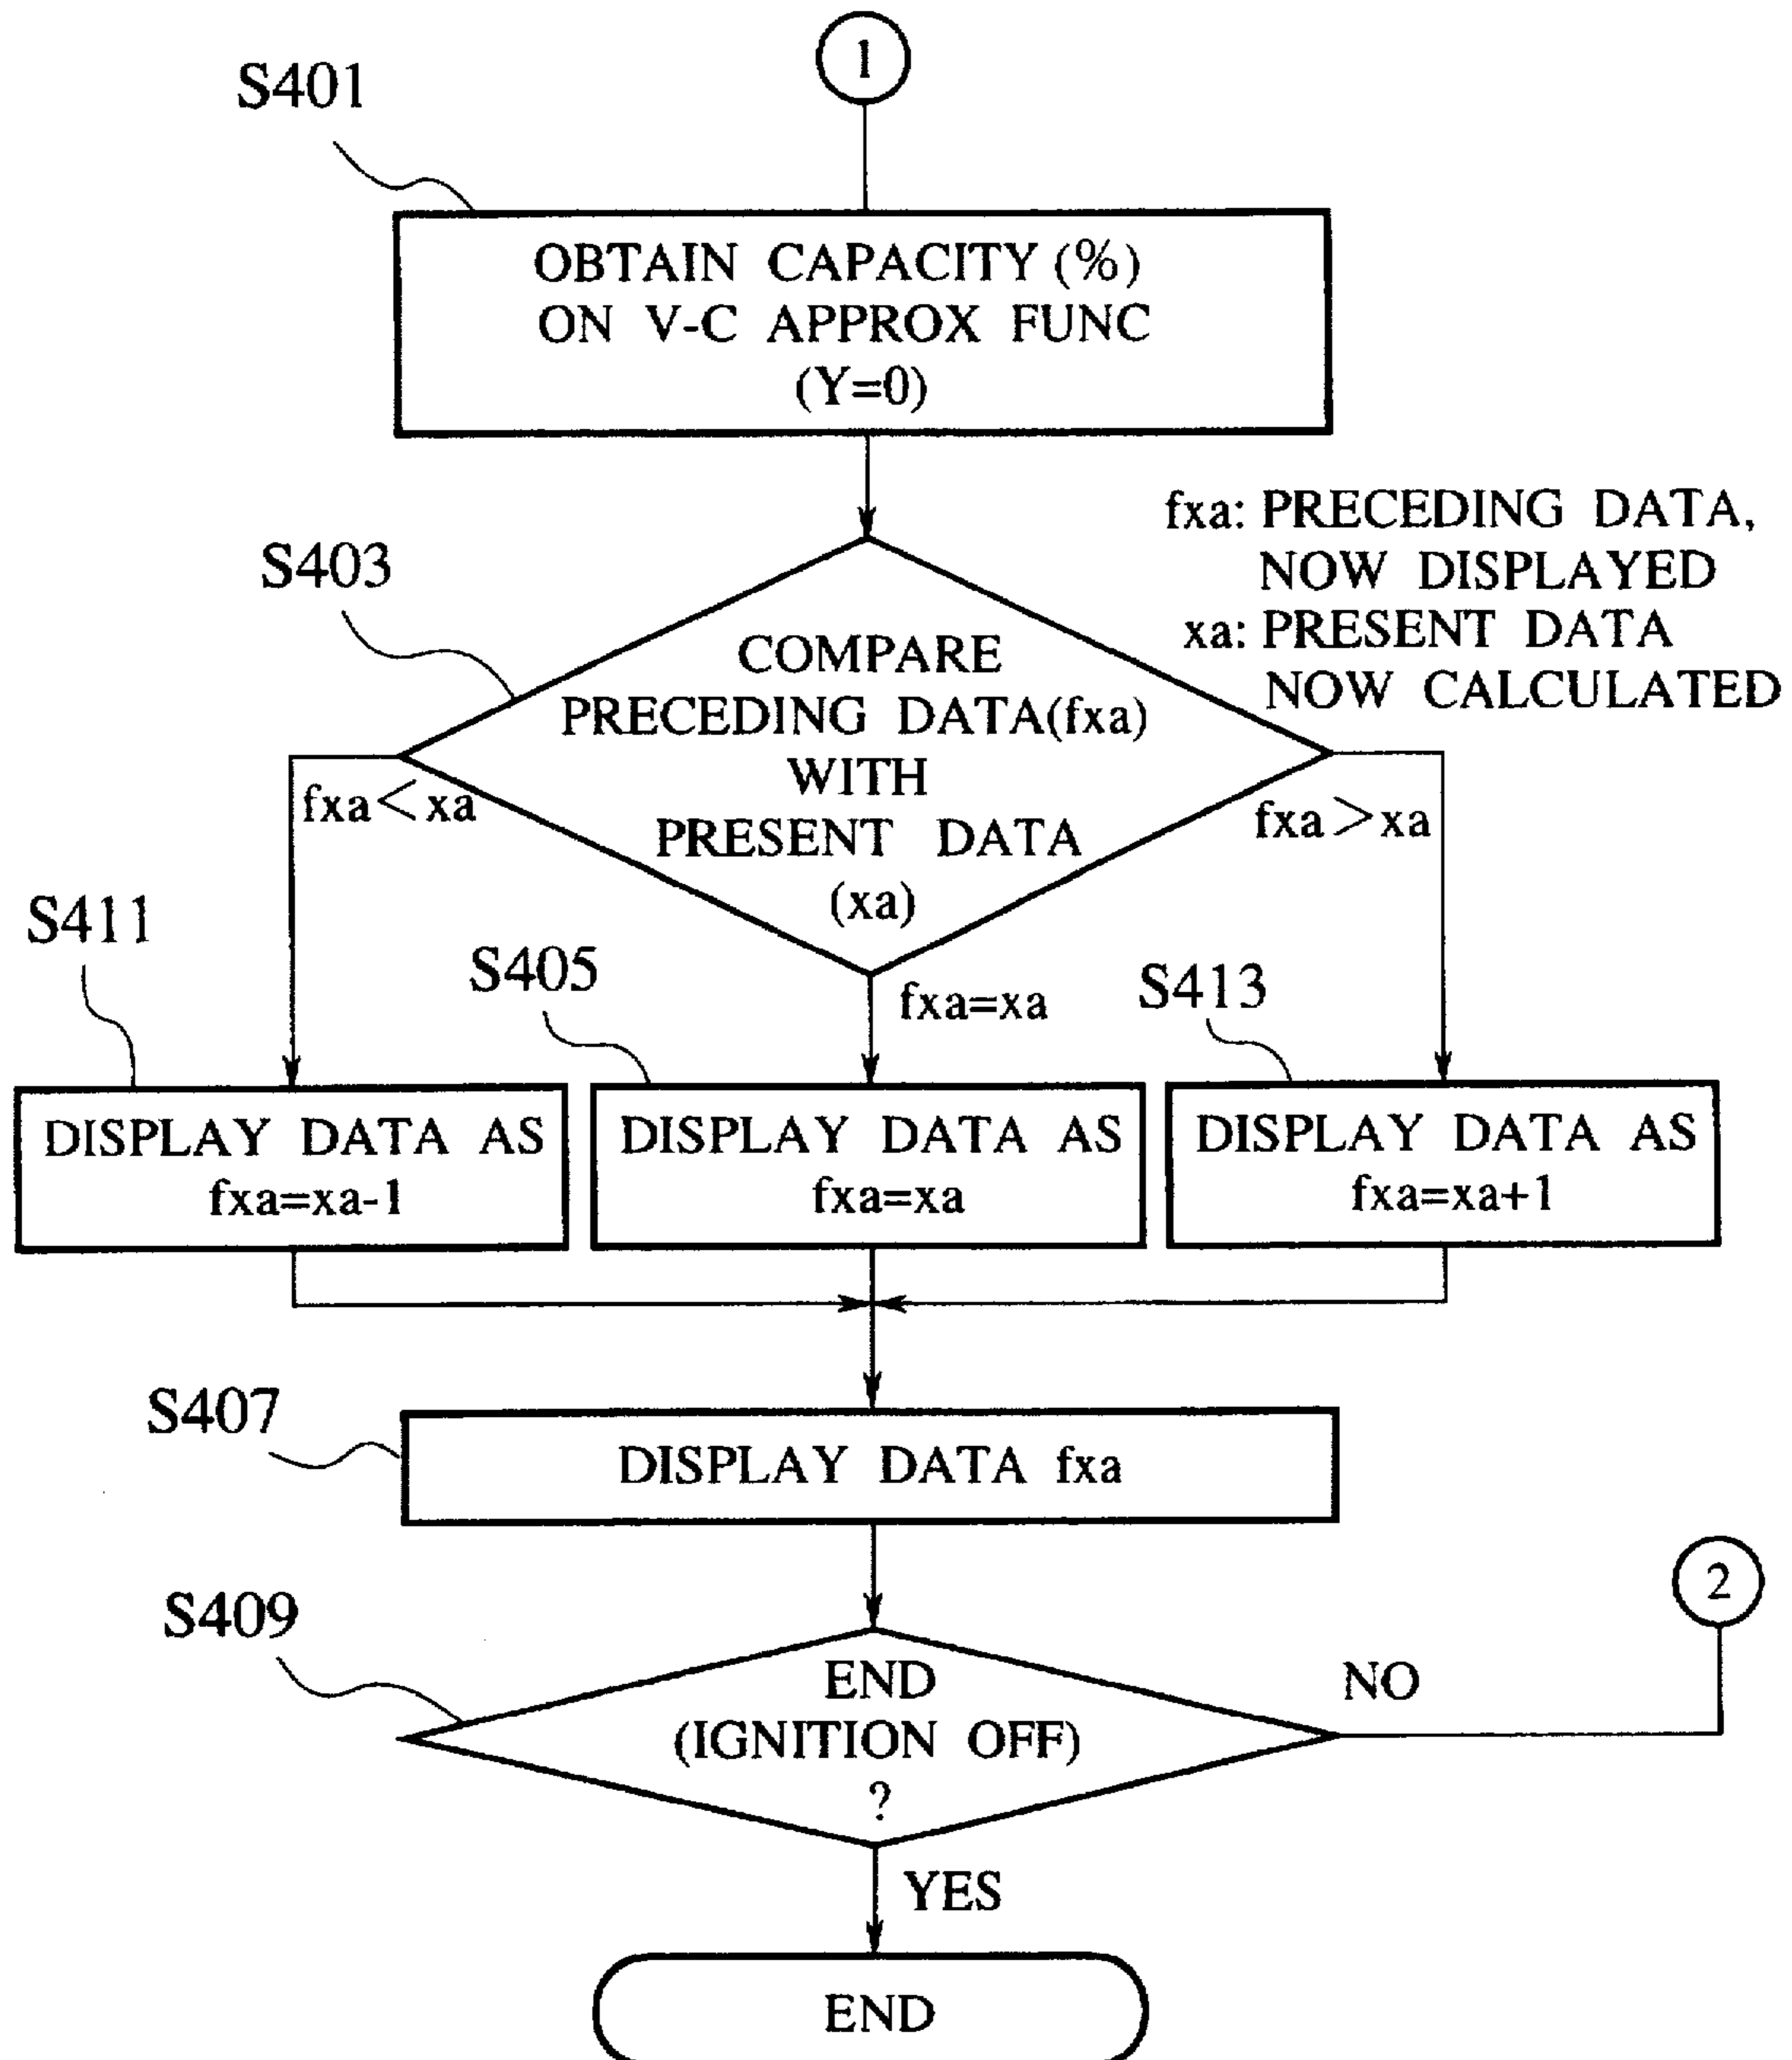 1
S401
OBTAIN CAPACITY (%)
ON V-C APPROX FUNC
(Y=0)
fxa: PRECEDING DATA,
NOW DISPLAYED
xa: PRESENT DATA
NOW CALCULATED
S403
COMPARE
PRECEDING DATA(fxa)
WITH
PRESENT DATA
(xa)
fxa<xa
fxa>xa
fxa=xa
S411
S405
S413
DISPLAY DATA AS
fxa=xa-1
DISPLAY DATA AS
fxa=xa
DISPLAY DATA AS
fxa=xa+1
S407
DISPLAY DATA fxa
2
S409
END
(IGNITION OFF)
?
NO
YES
END